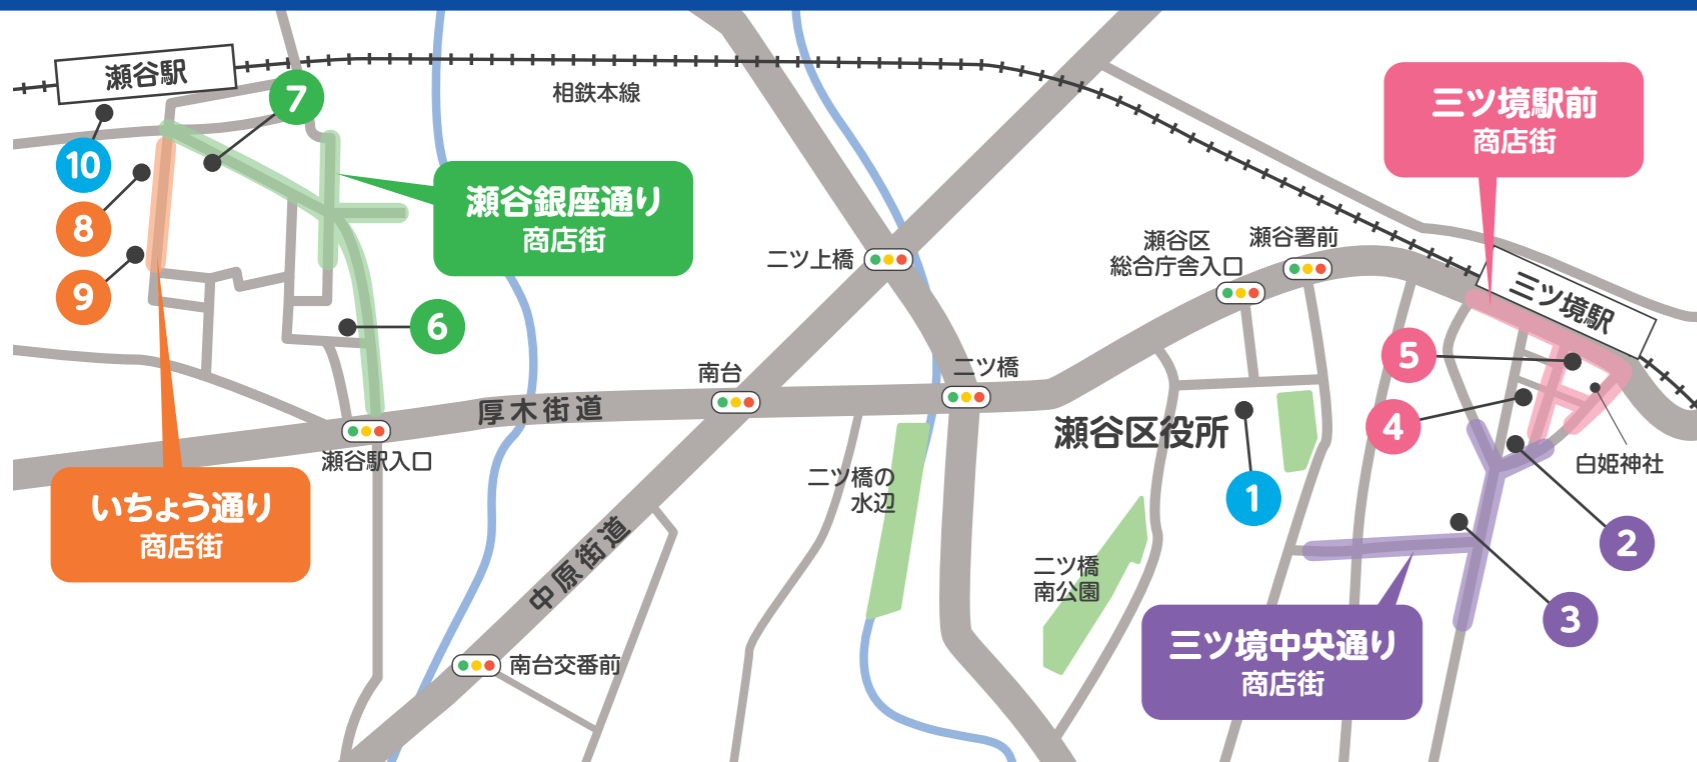 瀬谷駅
7
相鉄本線
三ツ境駅前
商店街
10
瀬谷銀座通り
商店街
8
9
二ツ上橋
瀬谷区
総合庁舎入口
瀬谷署前
三ツ境駅
6
5
南台
二ツ橋
厚木街道
4
瀬谷区役所
瀬谷駅入口
白姫神社
いちょう通り
商店街
二ツ橋の
水辺
1
2
中原街道
二ツ橋
南公園
3
三ツ境中央通り
商店街
南台交番前